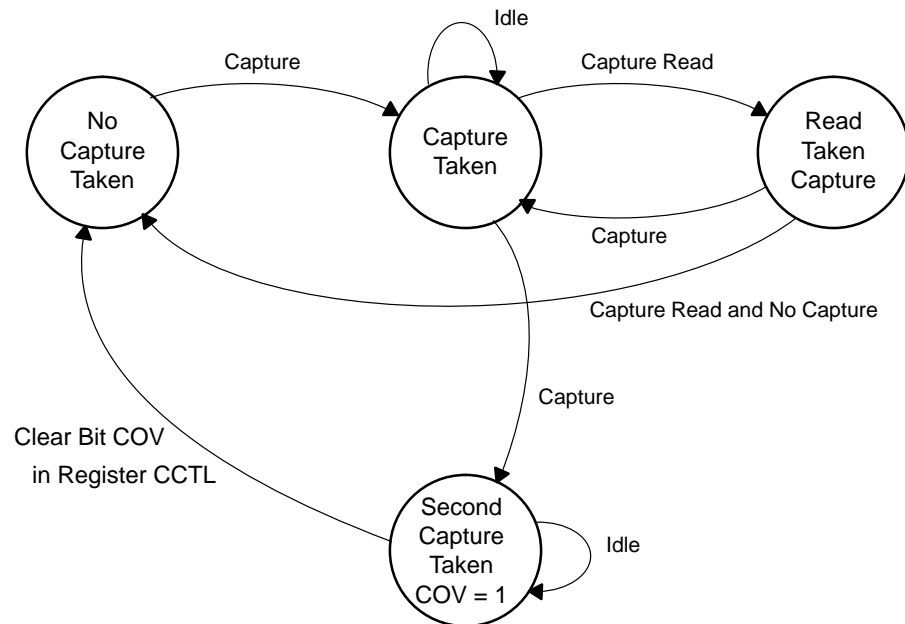 Idle
Capture
Capture Read
No
Capture
Taken
Capture
Taken
Read
Taken
Capture
Capture
Capture Read and No Capture
Capture
Clear Bit COV
in Register CCTL
Second
Capture
Taken
COV = 1
Idle